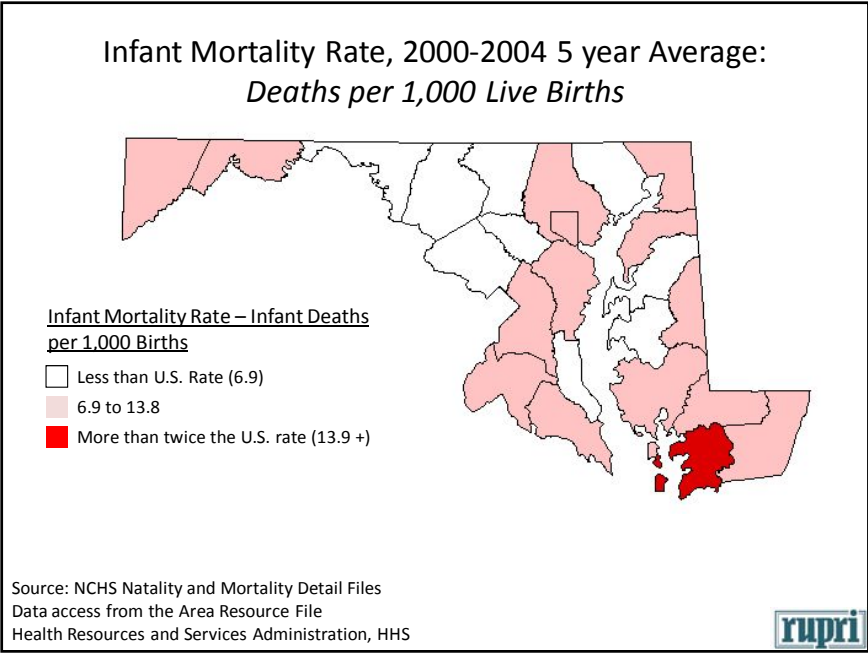 Infant Mortality Rate, 2000-2004 5 year Average:
Deaths per 1,000 Live Births
Infant Mortality Rate – Infant Deaths
per 1,000 Births
Less than U.S. Rate (6.9)
6.9 to 13.8
More than twice the U.S. rate (13.9 +)
Source: NCHS Natality and Mortality Detail Files
Data access from the Area Resource File
Health Resources and Services Administration, HHS
rupri